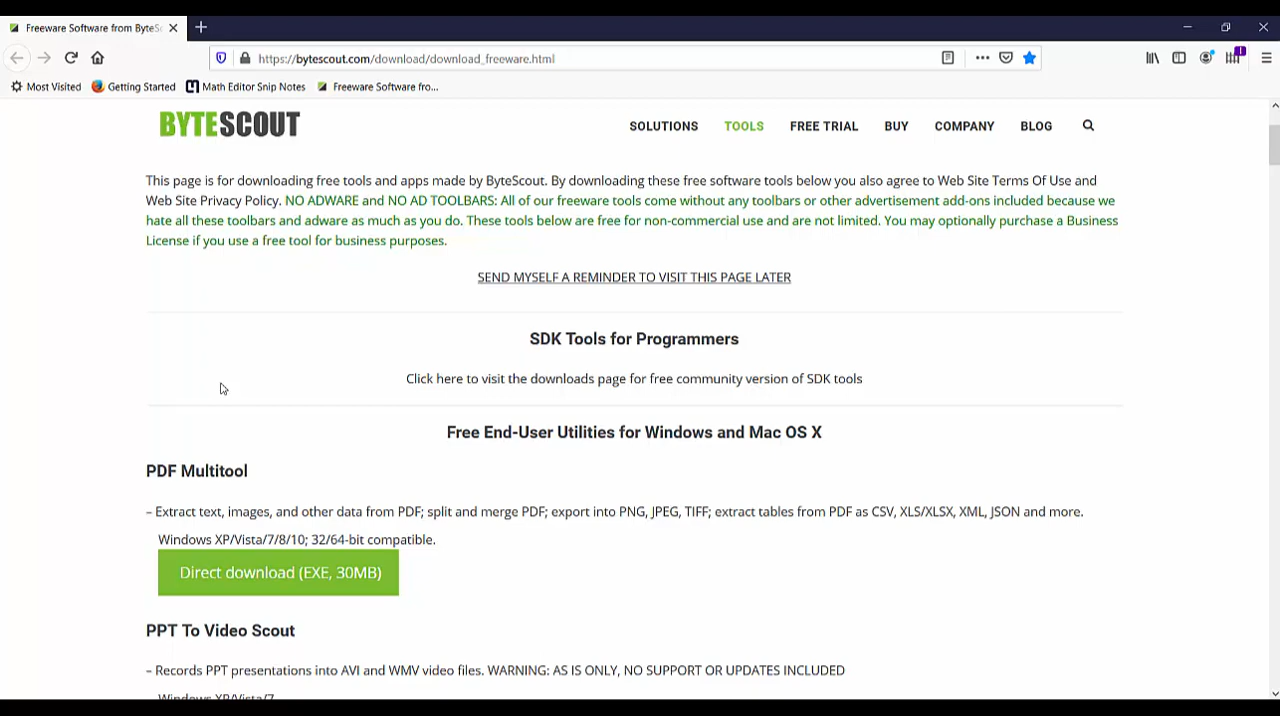 Freeware Software from ByteSc
https://bytescout.com/download/download_freeware.html
Most Visited Getting Started Math Editor Snip Notes Freeware Software fro...
BYTESCOUT SOLUTIONS TOOLS FREE TRIAL BUY COMPANY BLOG
This page is for downloading free tools and apps made by ByteScout. By downloading these free software tools below you also agree to Web Site Terms Of Use and
Web Site Privacy Policy. NO ADWARE and NO AD TOOLBARS: All of our freeware tools come without any toolbars or other advertisement add-ons included because we
hate all these toolbars and adware as much as you do. These tools below are free for non-commercial use and are not limited. You may optionally purchase a Business
License if you use a free tool for business purposes.
SEND MYSELF A REMINDER TO VISIT THIS PAGE LATER
SDK Tools for Programmers
Click here to visit the downloads page for free community version of SDK tools
Free End-User Utilities for Windows and Mac OS X
PDF Multitool
– Extract text, images, and other data from PDF; split and merge PDF; export into PNG, JPEG, TIFF; extract tables from PDF as CSV, XLS/XLSX, XML, JSON and more.
Windows XP/Vista/7/8/10; 32/64-bit compatible.
Direct download (EXE, 30MB)
PPT To Video Scout
– Records PPT presentations into AVI and WMV video files. WARNING: AS IS ONLY, NO SUPPORT OR UPDATES INCLUDED
Windows XP/Vista/7